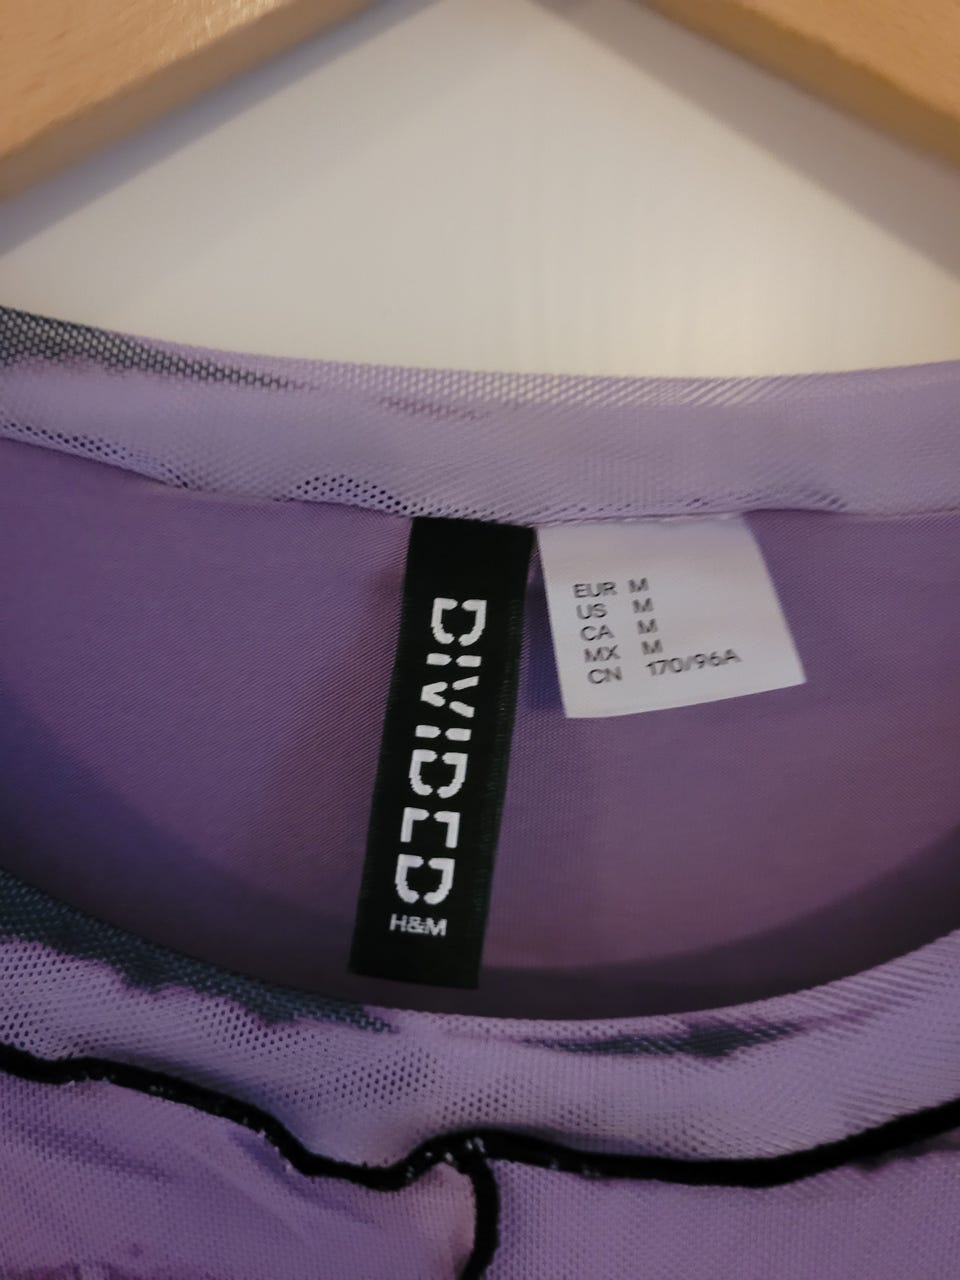 DIVIDED
H&M
EUR M
US M
CA M
MX M
CN 170/96A